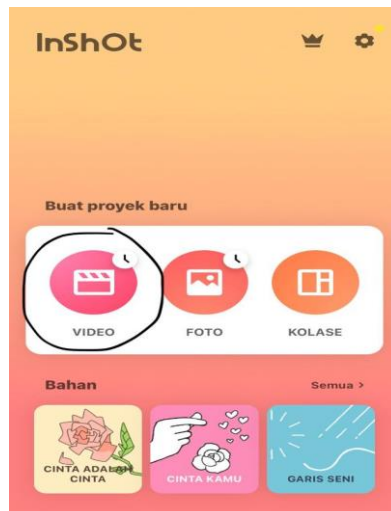 InShOt
Buat proyek baru
VIDEO FOTO KOLASE
Bahan Semua >
CINTA ADALAH
CINTA
CINTA KAMU
GARIS SENI